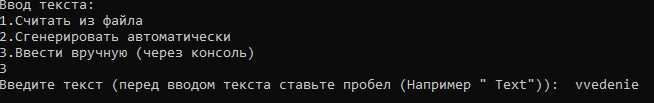 Ввод текста:
1.Считать из файла
2.Сгенерировать автоматически
3.Ввести вручную (через консоль)
3
Введите текст (перед вводом текста ставьте пробел (Например " Text")):  vvedenie